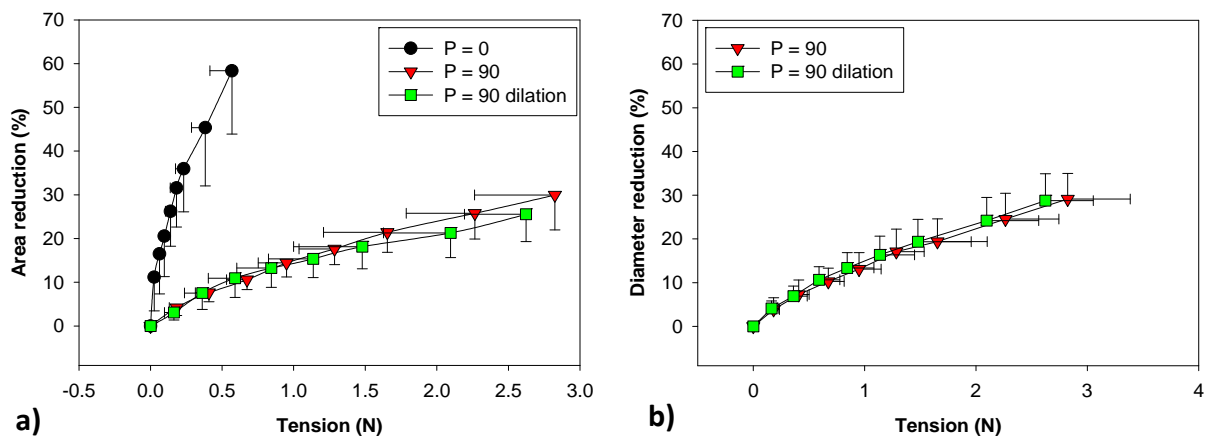 70
60
50
40
30
20
10
0
Area reduction (%)
P = 0
P = 90
P = 90 dilation
-0.5 0.0 0.5 1.0 1.5 2.0 2.5 3.0
Tension (N)
a)
70
60
50
40
30
20
10
0
Diameter reduction (%)
P = 90
P = 90 dilation
0 1 2 3 4
Tension (N)
b)